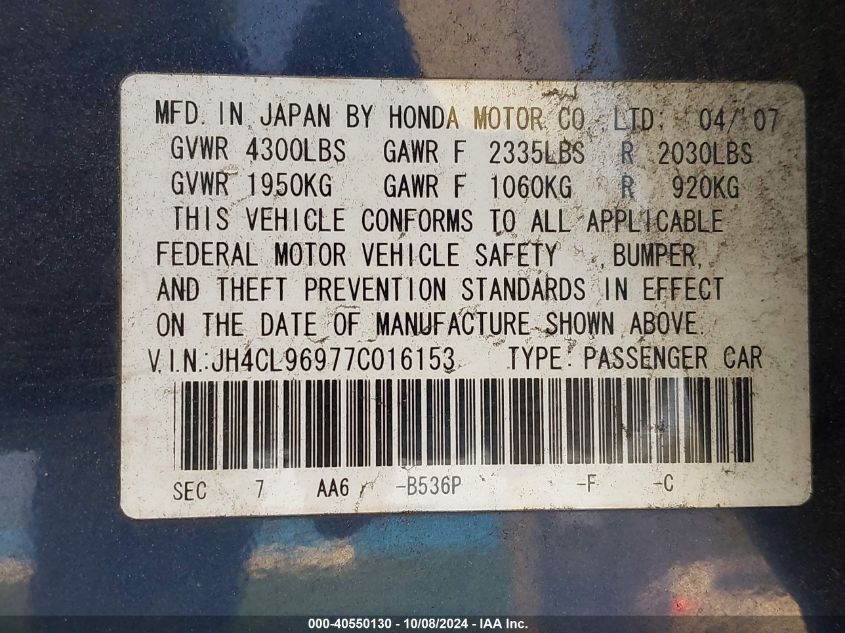 MFD. IN JAPAN BY HONDA MOTOR CO .,LTD; 04/'07
GVWR 4300LBS GAWR F 2335LBS R 2030LBS
GVWR 1950KG GAWR F 1060KG R 920KG
THIS VEHICLE CONFORMS TO ALL APPLICABLE
FEDERAL MOTOR VEHICLE SAFETY , BUMPER,
AND THEFT PREVENTION STANDARDS IN EFFECT
ON THE DATE OF MANUFACTURE SHOWN ABOVE.
V.I.N.:JH4CL96977C016153 TYPE: PASSENGER CAR
SEC 7 AA6 -B536P -F -C
000-40550130 - 10/08/2024 - IAA Inc.